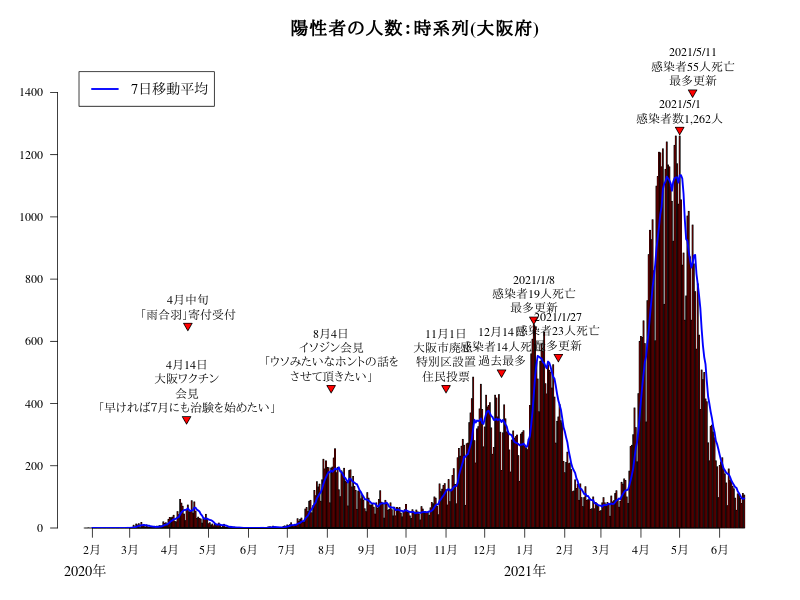 陽性者の人数：時系列(大阪府)
7日移動平均
2021/5/11
感染者55人死亡
最多更新
2021/5/1
感染者数1,262人
4月中旬
「雨合羽」寄付受付
4月14日
大阪ワクチン
会見
「早ければ7月にも治験を始めたい」
8月4日
イソジン会見
「ウソみたいなホントの話を
させて頂きたい」
11月1日
大阪市廃止
特別区設置
住民投票
12月14日
感染者14人死亡
過去最多
2021/1/8
感染者19人死亡
最多更新
2021/1/27
感染者23人死亡
最多更新
1400
1200
1000
800
600
400
200
0
2月 3月 4月 5月 6月 7月 8月 9月 10月 11月 12月 1月 2月 3月 4月 5月 6月
2020年 2021年